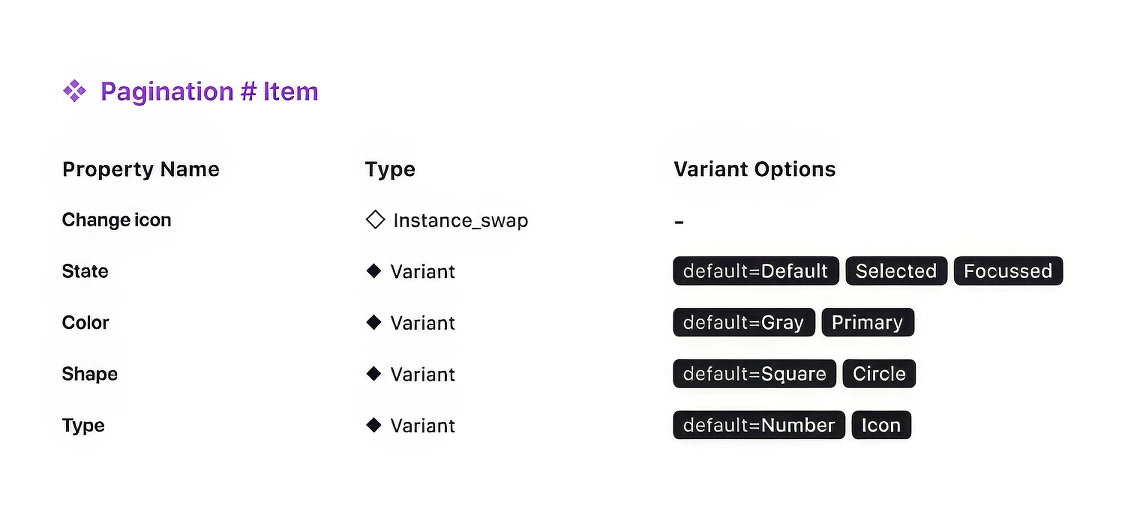 Pagination # Item
Property Name Type Variant Options
Change icon Instance_swap -
State Variant default=Default Selected Focussed
Color Variant default=Gray Primary
Shape Variant default=Square Circle
Type Variant default=Number Icon